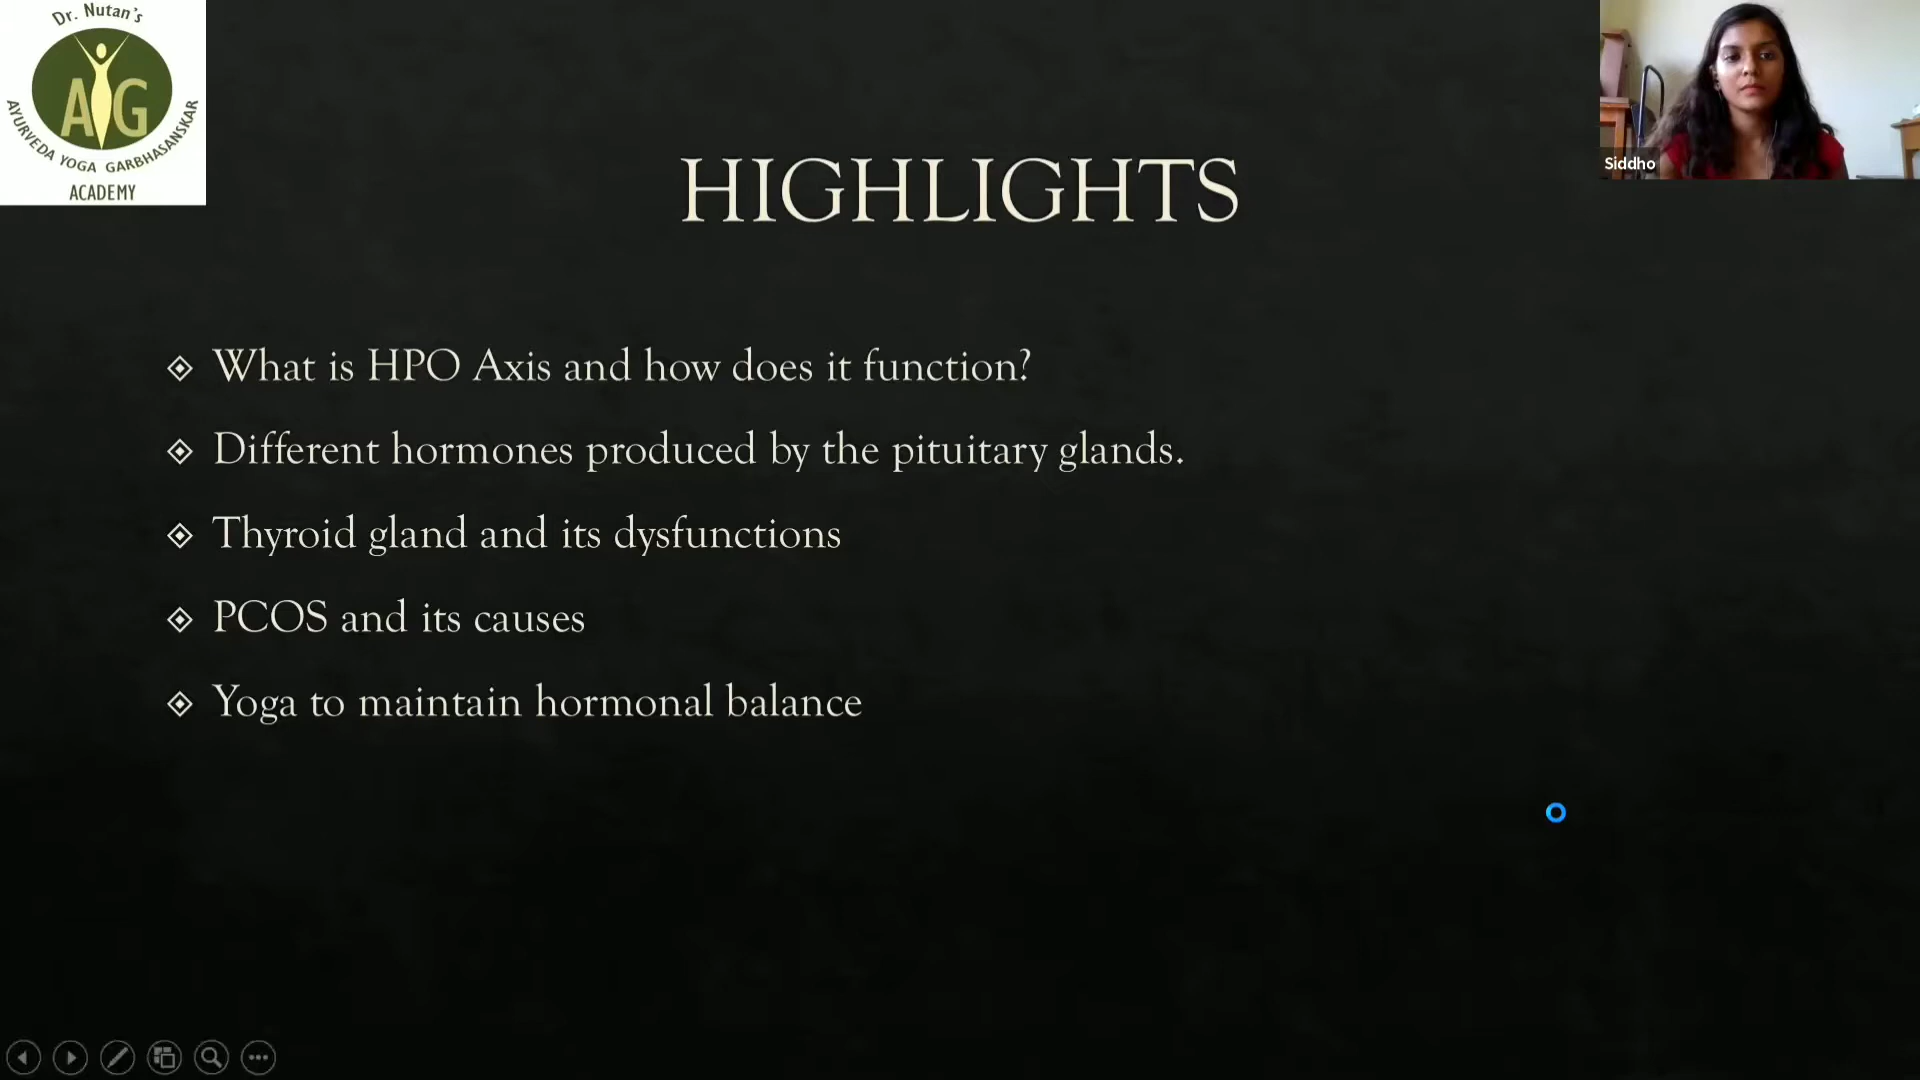 Dr. Nutan's
AYG
AYURVEDA YOGA GARBHASANSKAR
ACADEMY
Siddho
HIGHLIGHTS
What is HPO Axis and how does it function?
Different hormones produced by the pituitary glands.
Thyroid gland and its dysfunctions
PCOS and its causes
Yoga to maintain hormonal balance